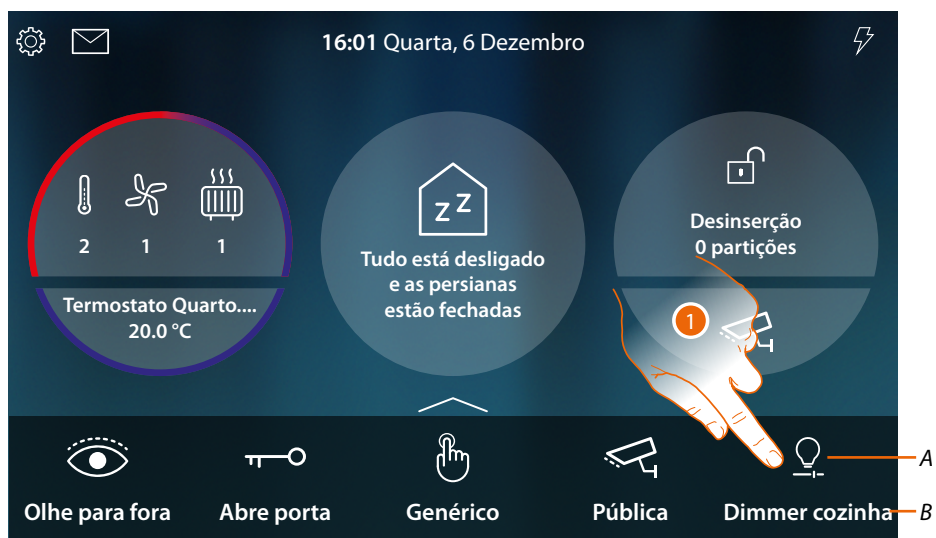 16:01 Quarta, 6 Dezembro
2 1 1
Termostato Quarto....
20.0 °C
z z
Tudo está desligado
e as persianas
estão fechadas
Desinserção
0 partições
1
A
Olhe para fora
Abre porta
Genérico
Pública
Dimmer cozinha
B